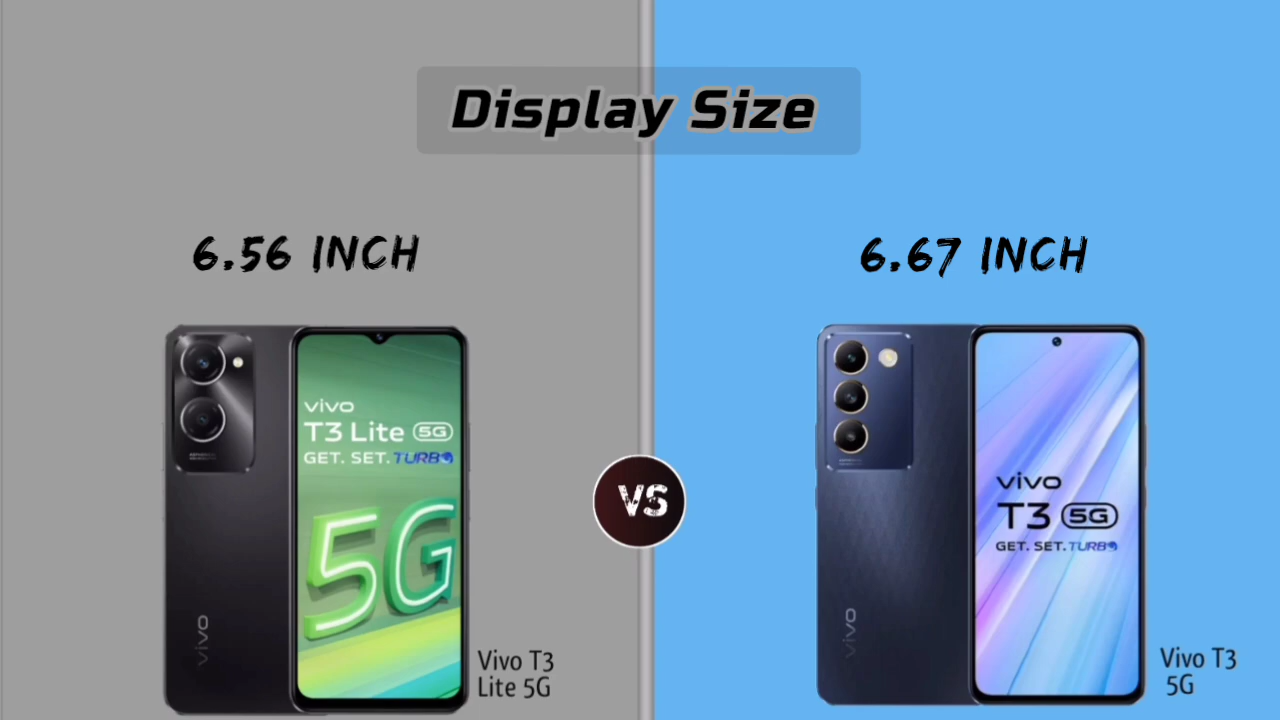 Display Size
6.56 INCH
6.67 INCH
vivo
T3 Lite 5G
GET. SET. TURBO
5G
vivo
Vivo T3
Lite 5G
VS
vivo
T3 5G
GET. SET. TURBO
vivo
Vivo T3
5G